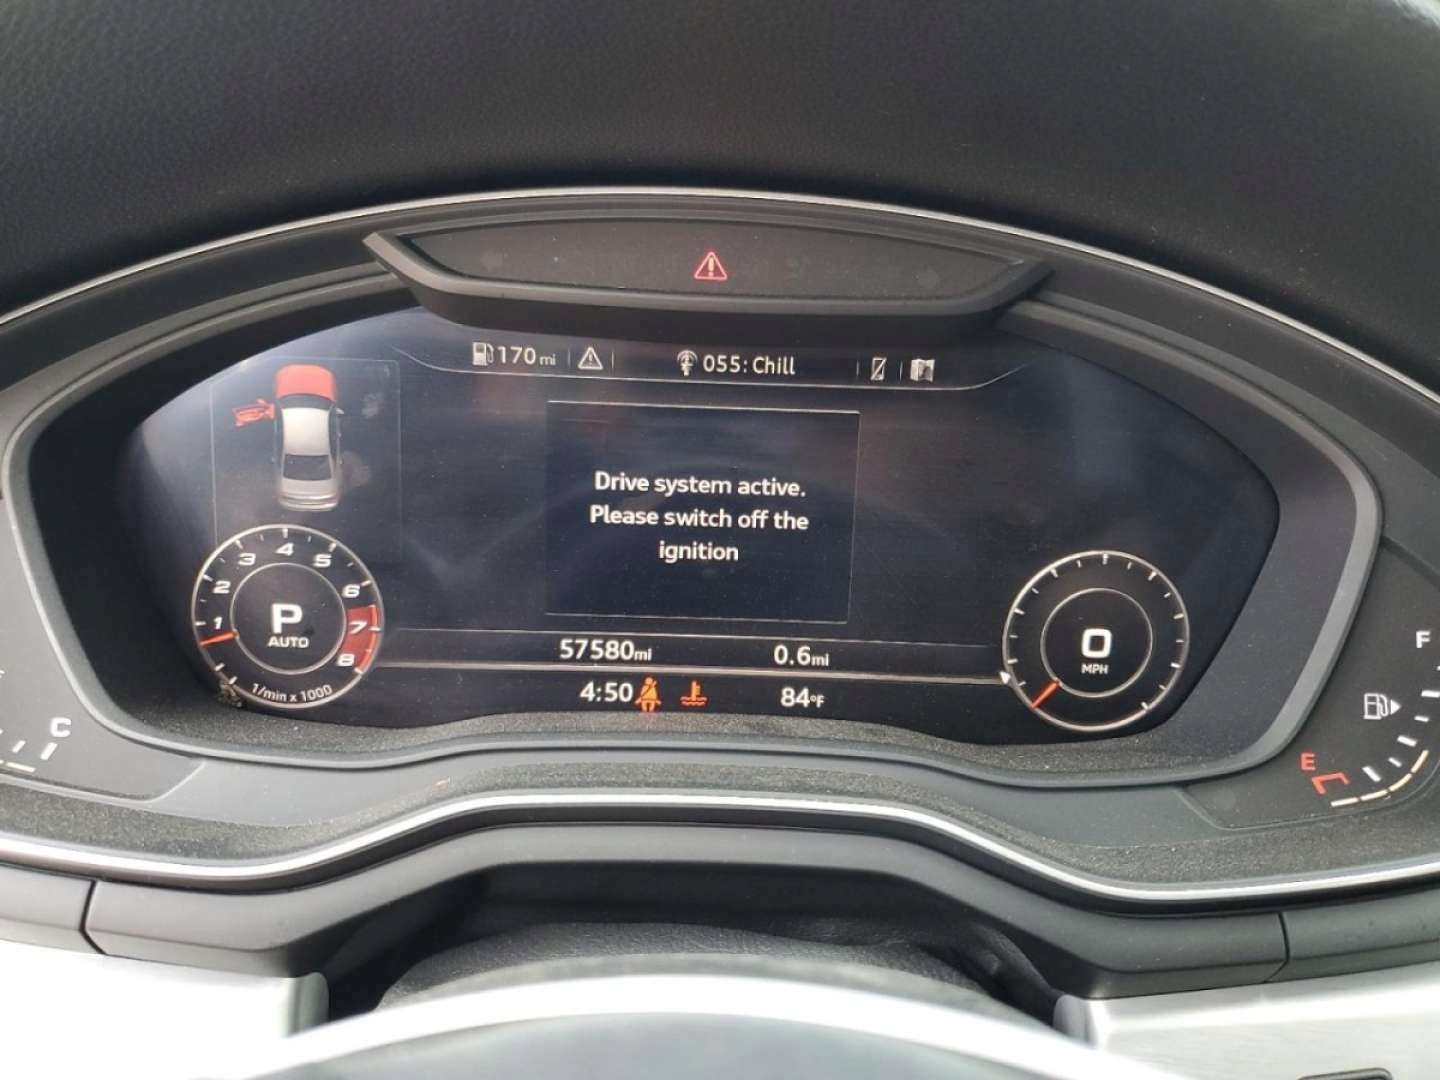 170 mi
055: Chill
Drive system active.
Please switch off the
ignition
1 2 3 4 5 6 7 8
P
AUTO
1/min x 1000
0
MPH
57580mi 0.6mi
4:50 84°F
C
F
E